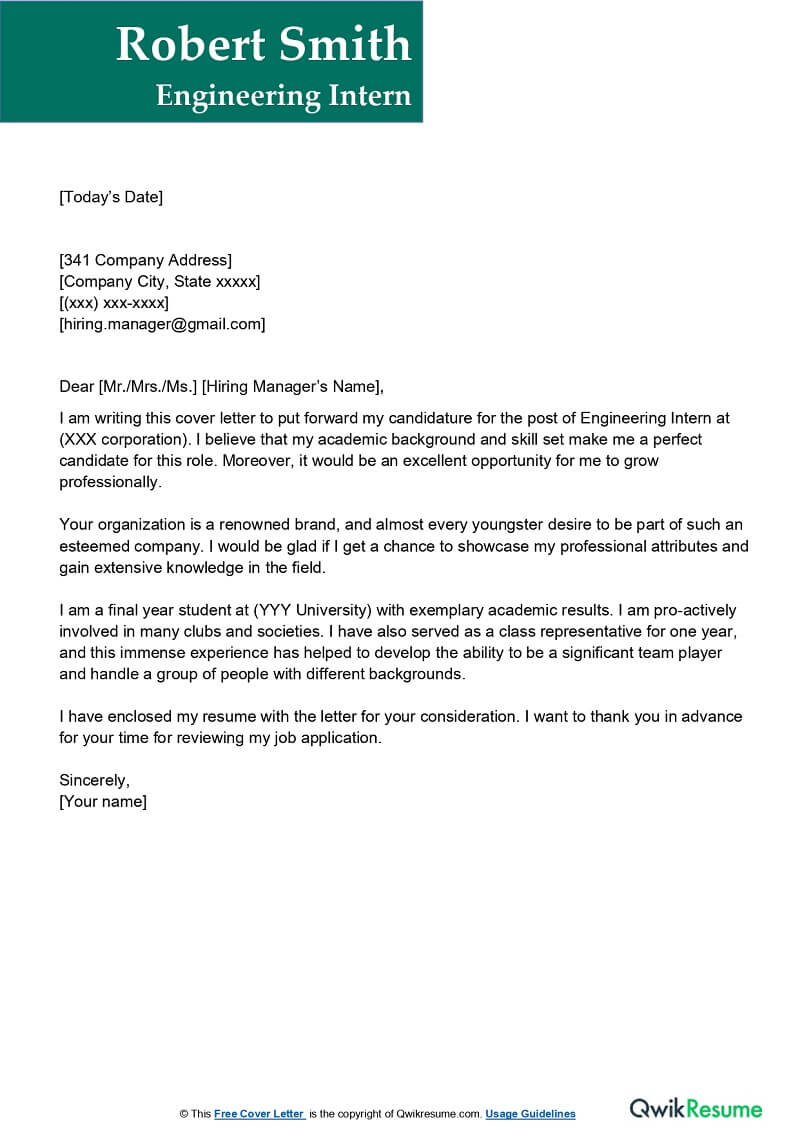 Robert Smith
Engineering Intern
[Today's Date]
[341 Company Address]
[Company City, State xxxxx]
[(xxx) xxx-xxxx]
[hiring.manager@gmail.com]
Dear [Mr./Mrs./Ms.] [Hiring Manager's Name],
I am writing this cover letter to put forward my candidature for the post of Engineering Intern at
(XXX corporation). I believe that my academic background and skill set make me a perfect
candidate for this role. Moreover, it would be an excellent opportunity for me to grow
professionally.
Your organization is a renowned brand, and almost every youngster desire to be part of such an
esteemed company. I would be glad if I get a chance to showcase my professional attributes and
gain extensive knowledge in the field.
I am a final year student at (YYY University) with exemplary academic results. I am pro-actively
involved in many clubs and societies. I have also served as a class representative for one year,
and this immense experience has helped to develop the ability to be a significant team player
and handle a group of people with different backgrounds.
I have enclosed my resume with the letter for your consideration. I want to thank you in advance
for your time for reviewing my job application.
Sincerely,
[Your name]
© This Free Cover Letter is the copyright of Qwikresume.com. Usage Guidelines
QwikResume